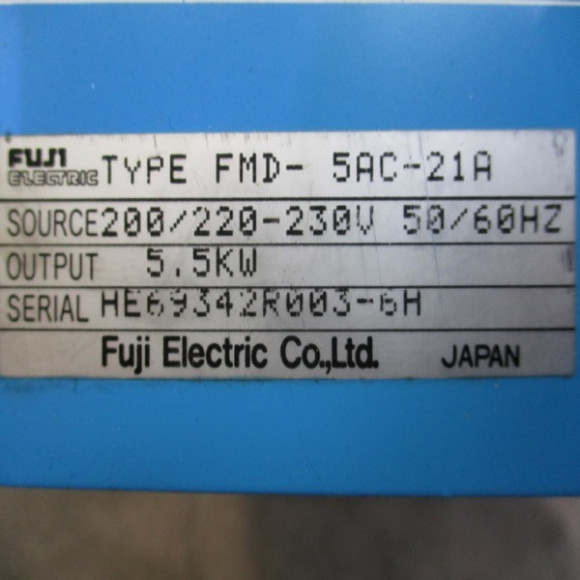 FUJI ELECTRIC TYPE FMD- 5AC-21A
SOURCE 200/220-230V 50/60HZ
OUTPUT 5.5KW
SERIAL HE69342R003-6H
Fuji Electric Co.,Ltd. JAPAN